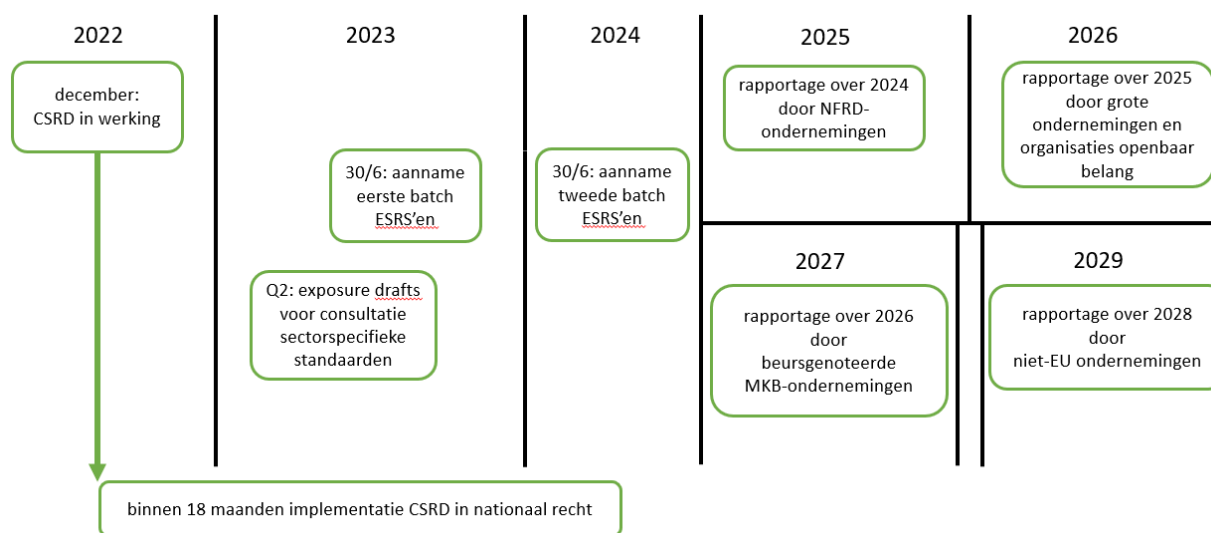 2022
december:
CSRD in werking
2023
30/6: aanname
eerste batch
ESRS’en
Q2: exposure drafts
voor consultatie
sectorspecifieke
standaarden
2024
30/6: aanname
tweede batch
ESRS’en
2025
rapportage over 2024
door NFRD-
ondernemingen
2026
rapportage over 2025
door grote
ondernemingen en
organisaties openbaar
belang
2027
rapportage over 2026
door
beursgenoteerde
MKB-ondernemingen
2029
rapportage over 2028
door
niet-EU ondernemingen
binnen 18 maanden implementatie CSRD in nationaal recht